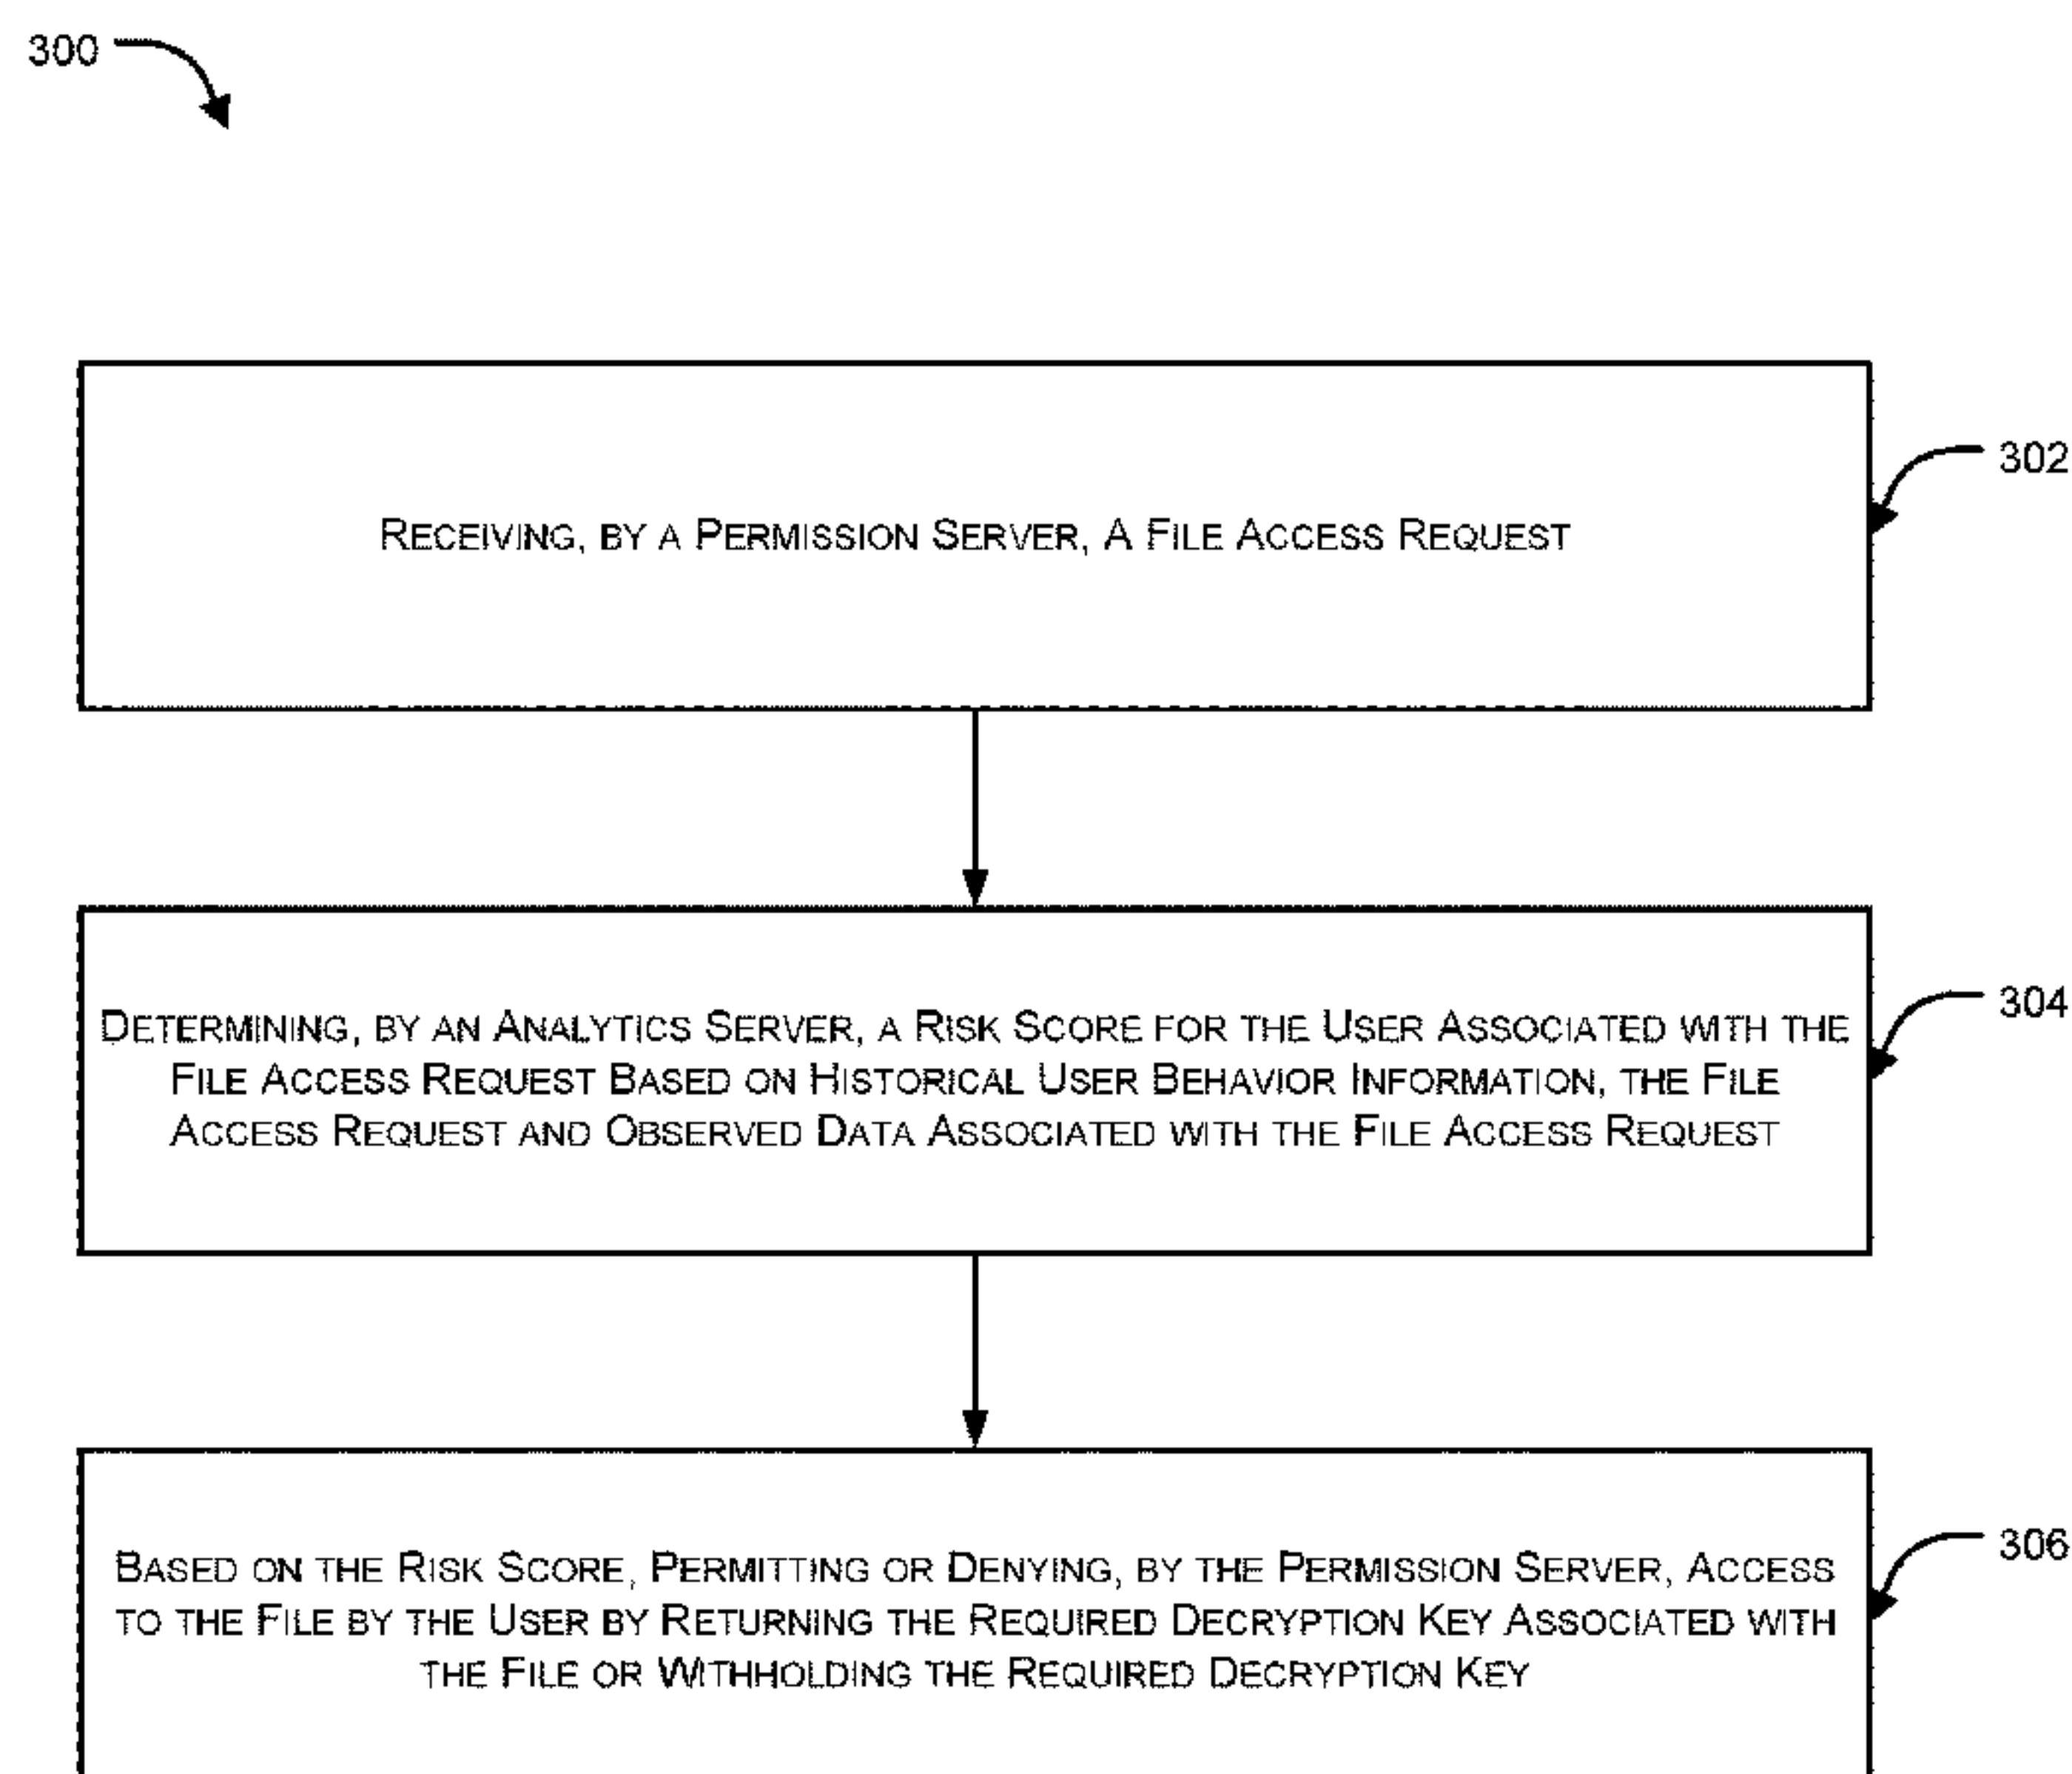 300
RECEIVING, BY A PERMISSION SERVER, A FILE ACCESS REQUEST
302
DETERMINING, BY AN ANALYTICS SERVER, A RISK SCORE FOR THE USER ASSOCIATED WITH THE
FILE ACCESS REQUEST BASED ON HISTORICAL USER BEHAVIOR INFORMATION, THE FILE
ACCESS REQUEST AND OBSERVED DATA ASSOCIATED WITH THE FILE ACCESS REQUEST
304
BASED ON THE RISK SCORE, PERMITTING OR DENYING, BY THE PERMISSION SERVER, ACCESS
TO THE FILE BY THE USER BY RETURNING THE REQUIRED DECRYPTION KEY ASSOCIATED WITH
THE FILE OR WITHHOLDING THE REQUIRED DECRYPTION KEY
306